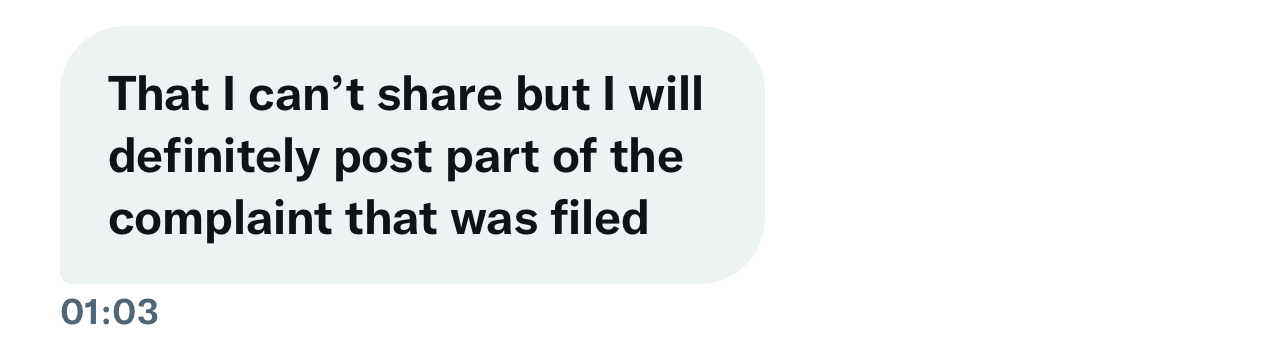 That I can’t share but I will
definitely post part of the
complaint that was filed
01:03